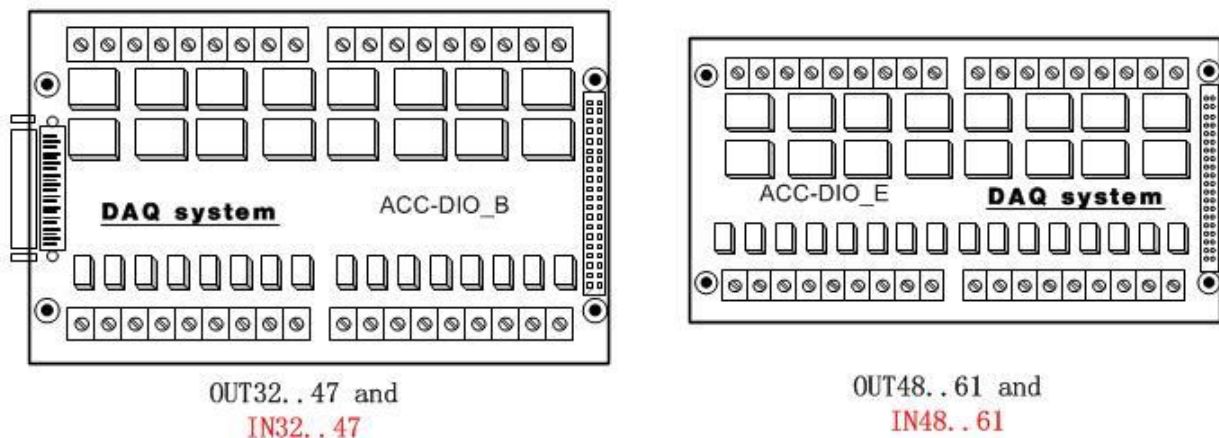 DAQ system
ACC-DIO_B
OUT32..47 and
IN32..47
ACC-DIO_E
DAQ system
OUT48..61 and
IN48..61